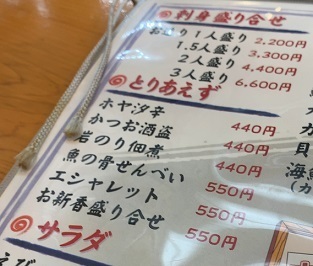 刺身盛り合せ
1人盛り 2,200円
1.5人盛り 3,300円
2人盛り 4,400円
3人盛り 6,600円
とりあえず
ホヤ汐辛 440円
かつお酒盗 440円
岩のり佃煮 440円
魚の骨せんべい 550円
エシャレット 550円
お新香盛り合せ 550円
サラダ